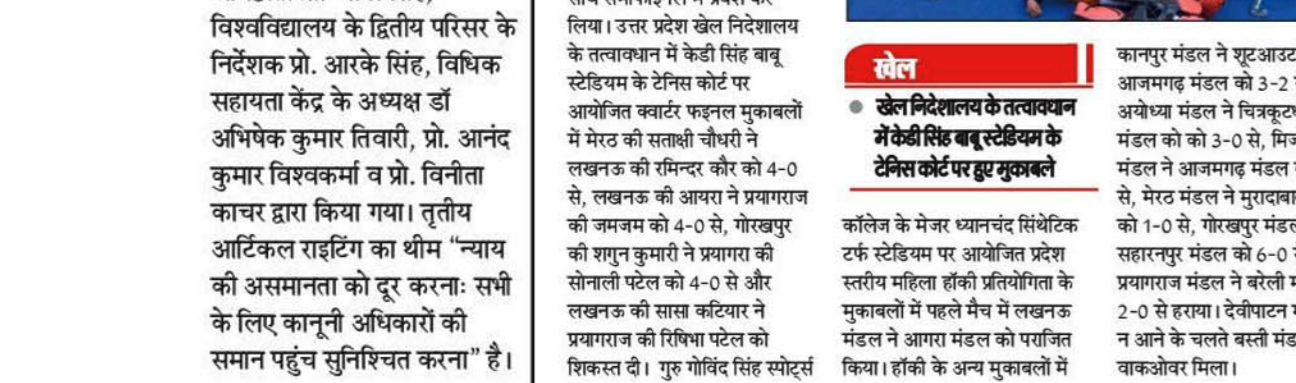 विश्वविद्यालय के द्वितीय परिसर के
निर्देशक प्रो. आरके सिंह, विधिक
सहायता केंद्र के अध्यक्ष डॉ
अभिषेक कुमार तिवारी, प्रो. आनंद
कुमार विश्वकर्मा व प्रो. विनीता
काचर द्वारा किया गया। तृतीय
आर्टिकल राइटिंग का थीम “न्याय
की असमानता को दूर करनाः सभी
के लिए कानूनी अधिकारों की
समान पहुंच सुनिश्चित करना” है।
लिया। उत्तर प्रदेश खेल निदेशालय
के तत्वावधान में केडी सिंह बाबू
स्टेडियम के टेनिस कोर्ट पर
आयोजित क्वार्टर फइनल मुकाबलों
में मेरठ की सताक्षी चौधरी ने
लखनऊ की रमिन्दर कौर को 4-0
से, लखनऊ की आयरा ने प्रयागराज
की जमजम को 4-0 से, गोरखपुर
की शगुन कुमारी ने प्रयागरा की
सोनाली पटेल को 4-0 से और
लखनऊ की सासा कटियार ने
प्रयागराज की रिषिभा पटेल को
शिकस्त दी। गुरु गोविंद सिंह स्पोर्ट्स
खेल
● खेल निदेशालय के तत्वावधान
में केडी सिंह बाबू स्टेडियम के
टेनिस कोर्ट पर हुए मुकाबले
कॉलेज के मेजर ध्यानचंद सिंथेटिक
टर्फ स्टेडियम पर आयोजित प्रदेश
स्तरीय महिला हॉकी प्रतियोगिता के
मुकाबलों में पहले मैच में लखनऊ
मंडल ने आगरा मंडल को पराजित
किया। हॉकी के अन्य मुकाबलों में
कानपुर मंडल ने शूटआउट
आजमगढ़ मंडल को 3-2
अयोध्या मंडल ने
मंडल को को 3-0 से,
मंडल ने आजमगढ़ मंडल
से, मेरठ मंडल ने
को 1-0 से, गोरखपुर
सहारनपुर मंडल को 6-0
प्रयागराज मंडल ने बरेली
2-0 से हराया। देवीपाटन
न आने के चलते बस्ती
वाकओवर मिला।